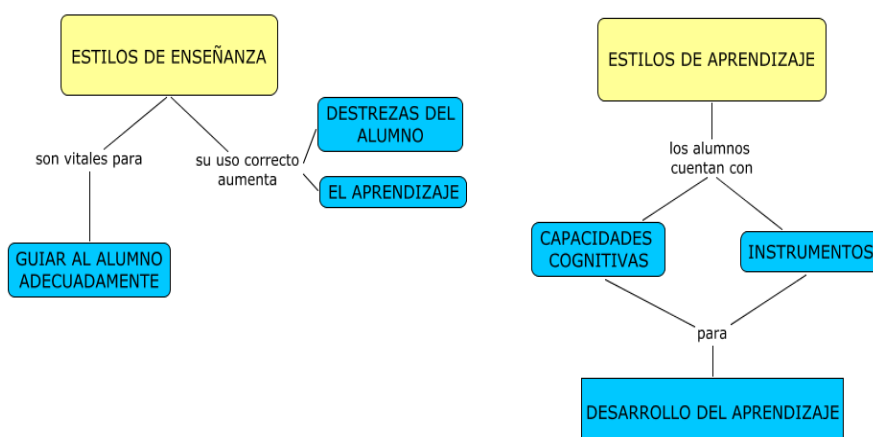 ESTILOS DE ENSEÑANZA
son vitales para
GUIAR AL ALUMNO
ADECUADAMENTE
su uso correcto
aumenta
DESTREZAS DEL
ALUMNO
EL APRENDIZAJE
ESTILOS DE APRENDIZAJE
los alumnos
cuentan con
CAPACIDADES
COGNITIVAS
INSTRUMENTOS
para
DESARROLLO DEL APRENDIZAJE